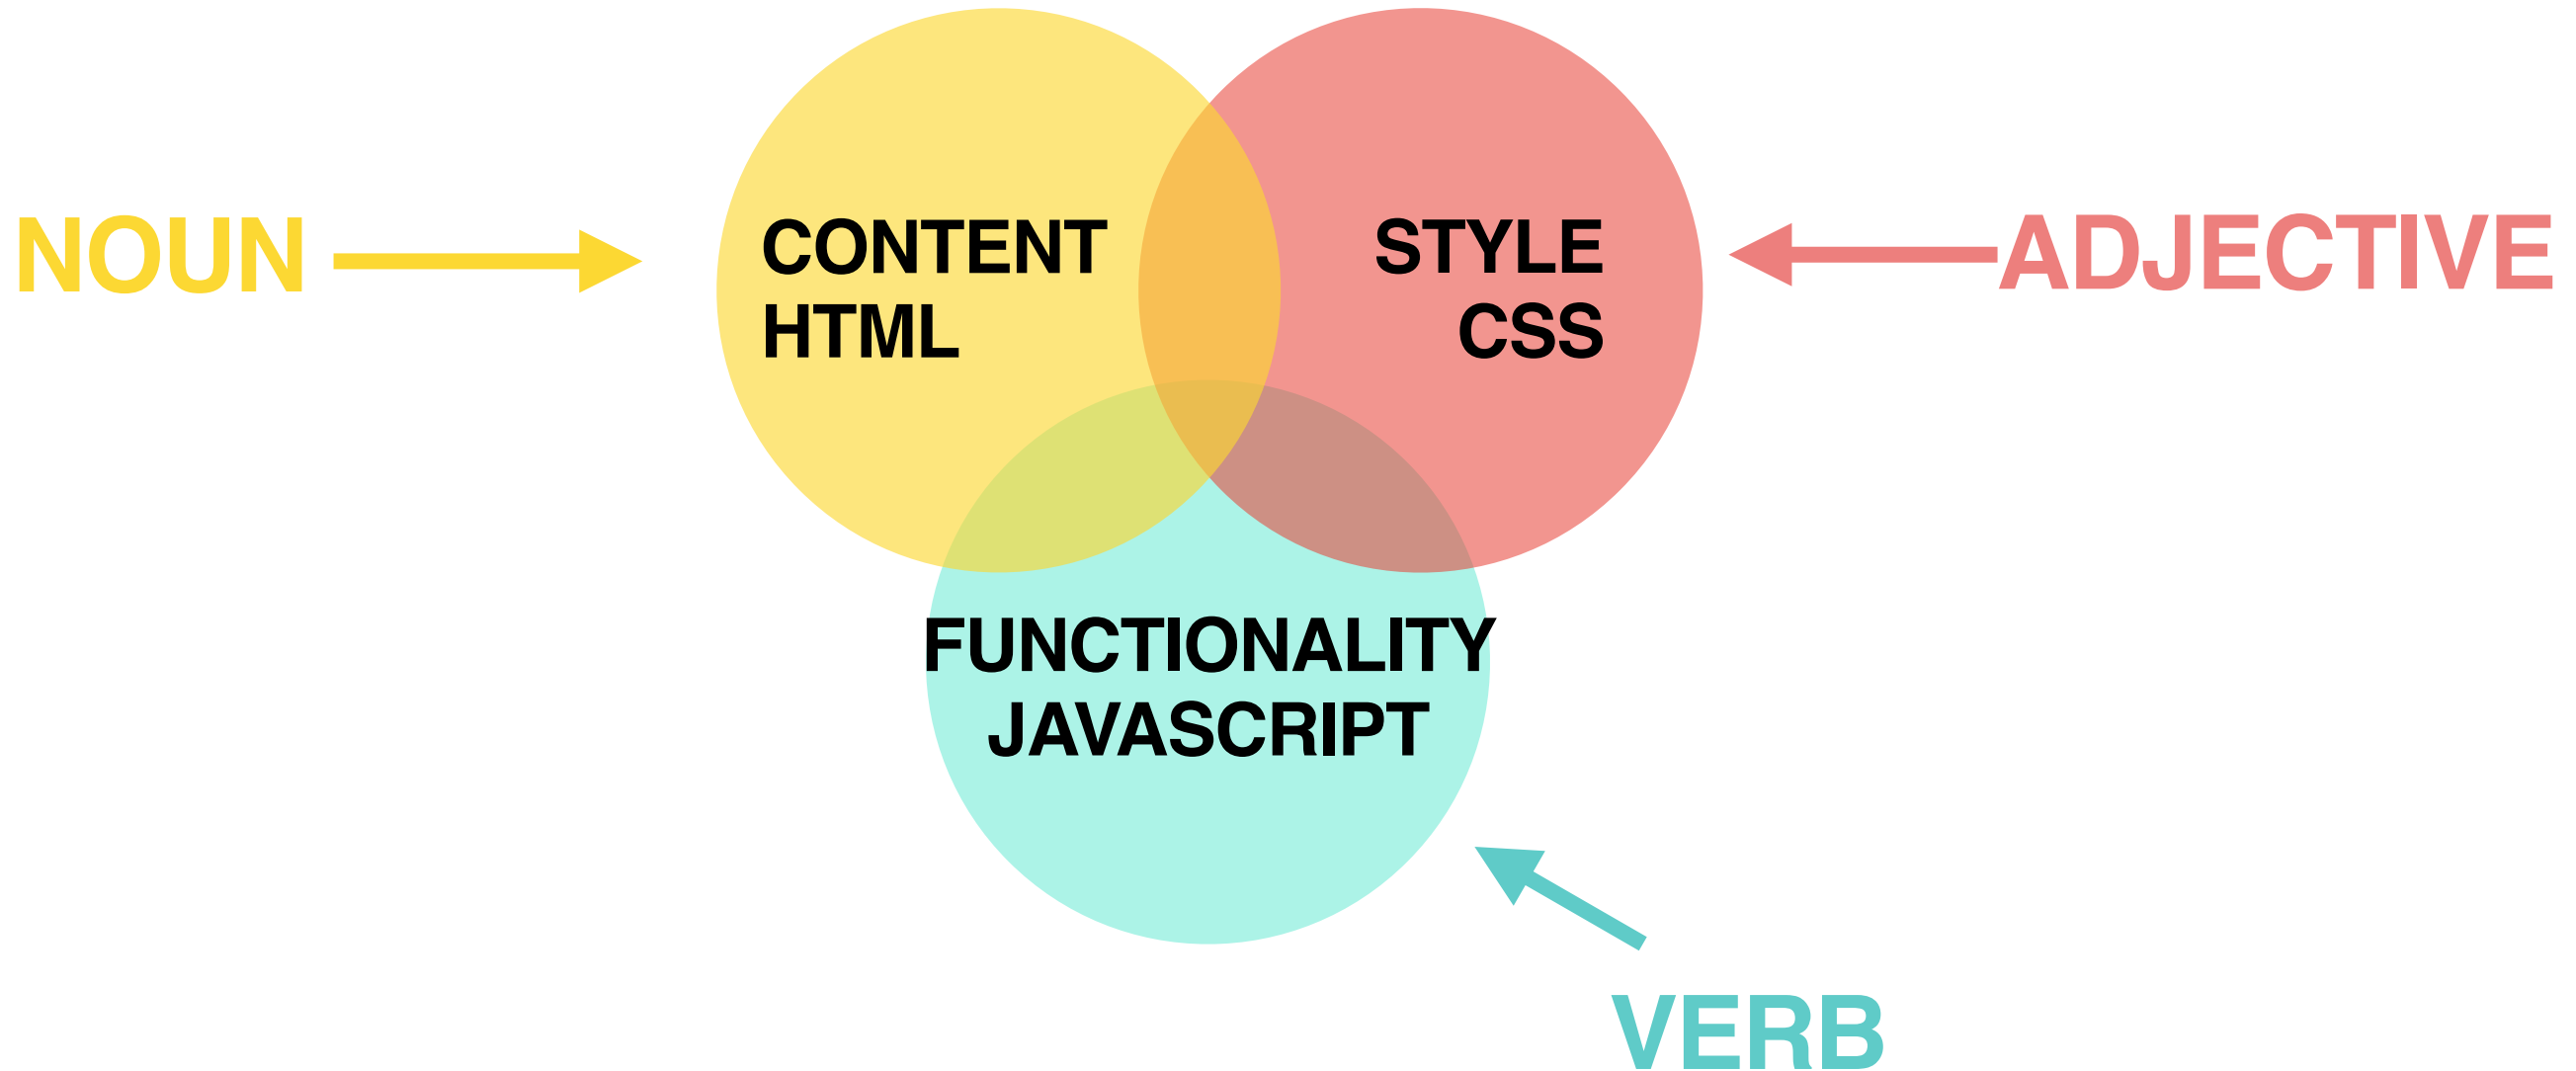 NOUN
CONTENT
HTML
STYLE
CSS
ADJECTIVE
FUNCTIONALITY
JAVASCRIPT
VERB